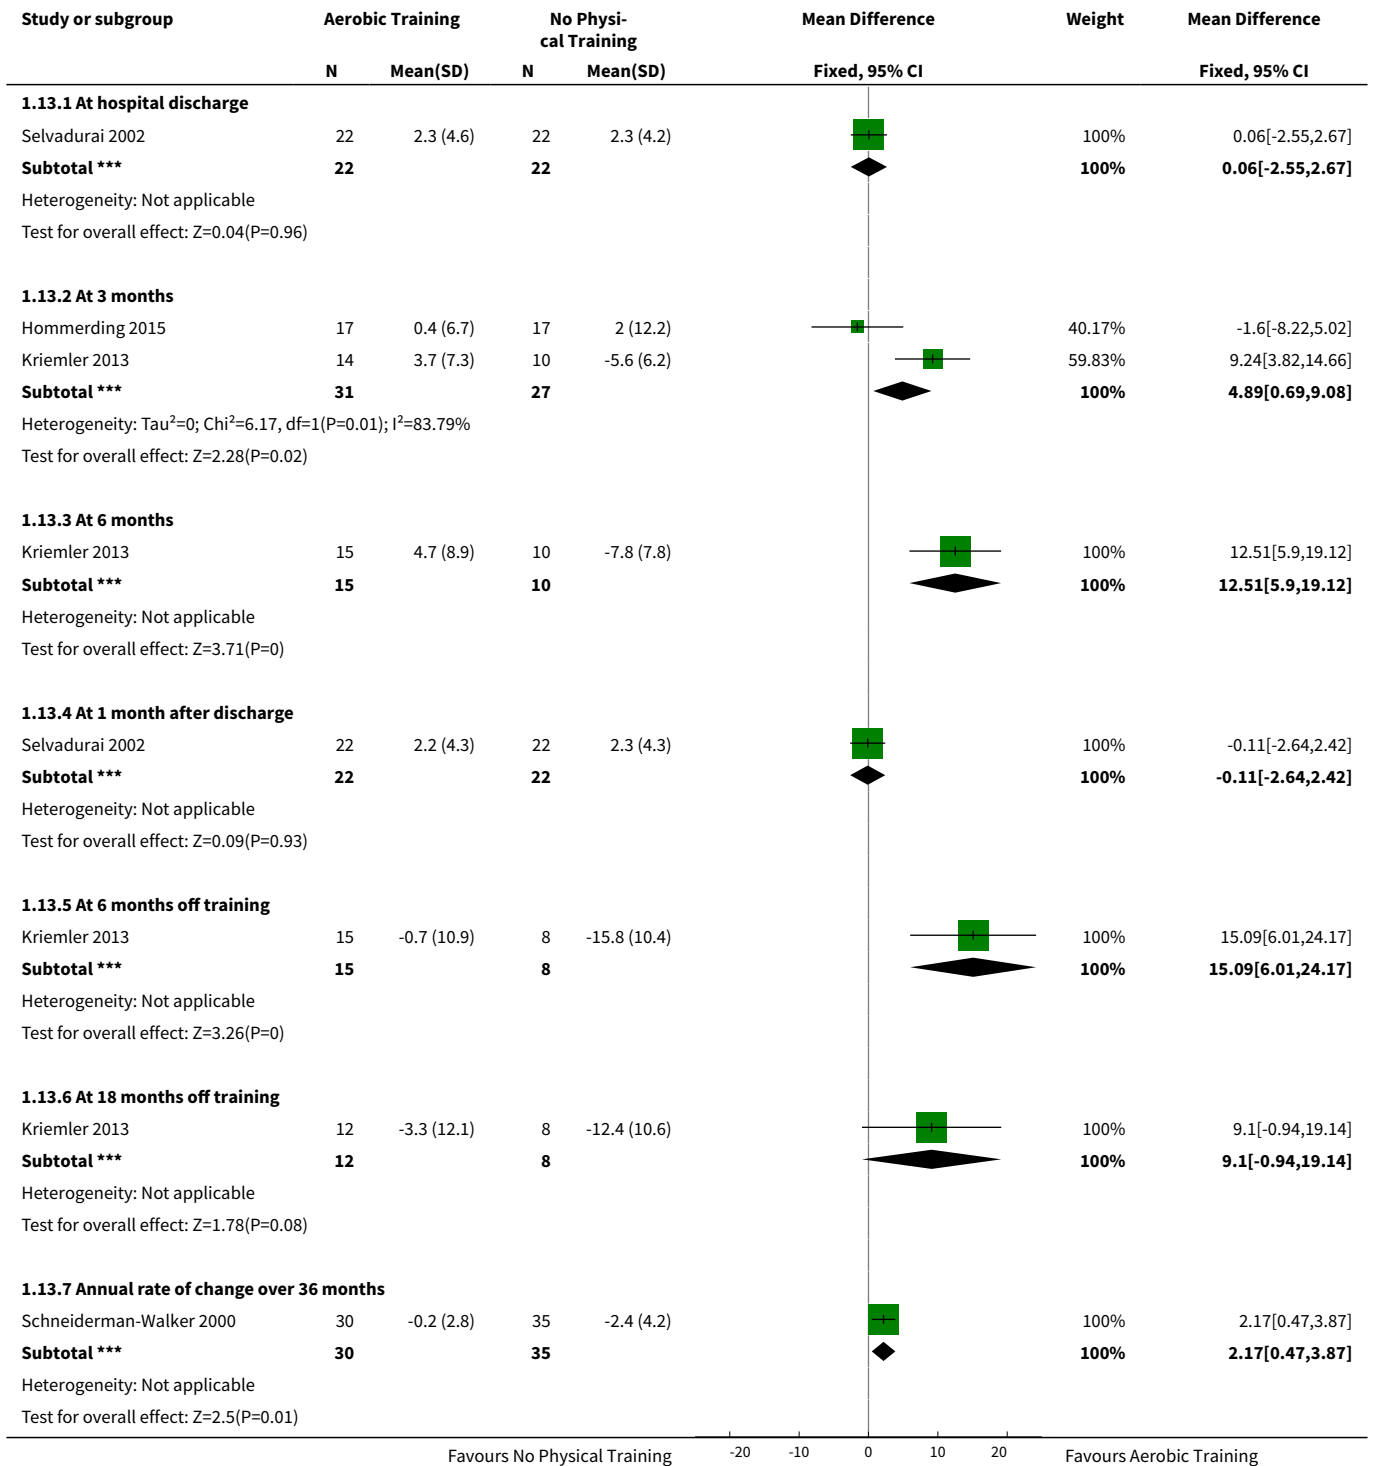 Study or subgroup Aerobic Training No Physi- Mean Difference Weight Mean Difference
cal Training
N Mean(SD) N Mean(SD) Fixed, 95% CI Fixed, 95% CI
1.13.1 At hospital discharge
Selvadurai 2002 22 2.3 (4.6) 22 2.3 (4.2) 100% 0.06[-2.55,2.67]
Subtotal *** 22 22 100% 0.06[-2.55,2.67]
Heterogeneity: Not applicable
Test for overall effect: Z=0.04(P=0.96)
1.13.2 At 3 months
Hommerding 2015 17 0.4 (6.7) 17 2 (12.2) 40.17% -1.6[-8.22,5.02]
Kriemler 2013 14 3.7 (7.3) 10 -5.6 (6.2) 59.83% 9.24[3.82,14.66]
Subtotal *** 31 27 100% 4.89[0.69,9.08]
Heterogeneity: Tau²=0; Chi²=6.17, df=1(P=0.01); I²=83.79%
Test for overall effect: Z=2.28(P=0.02)
1.13.3 At 6 months
Kriemler 2013 15 4.7 (8.9) 10 -7.8 (7.8) 100% 12.51[5.9,19.12]
Subtotal *** 15 10 100% 12.51[5.9,19.12]
Heterogeneity: Not applicable
Test for overall effect: Z=3.71(P=0)
1.13.4 At 1 month after discharge
Selvadurai 2002 22 2.2 (4.3) 22 2.3 (4.3) 100% -0.11[-2.64,2.42]
Subtotal *** 22 22 100% -0.11[-2.64,2.42]
Heterogeneity: Not applicable
Test for overall effect: Z=0.09(P=0.93)
1.13.5 At 6 months off training
Kriemler 2013 15 -0.7 (10.9) 8 -15.8 (10.4) 100% 15.09[6.01,24.17]
Subtotal *** 15 8 100% 15.09[6.01,24.17]
Heterogeneity: Not applicable
Test for overall effect: Z=3.26(P=0)
1.13.6 At 18 months off training
Kriemler 2013 12 -3.3 (12.1) 8 -12.4 (10.6) 100% 9.1[-0.94,19.14]
Subtotal *** 12 8 100% 9.1[-0.94,19.14]
Heterogeneity: Not applicable
Test for overall effect: Z=1.78(P=0.08)
1.13.7 Annual rate of change over 36 months
Schneiderman-Walker 2000 30 -0.2 (2.8) 35 -2.4 (4.2) 100% 2.17[0.47,3.87]
Subtotal *** 30 35 100% 2.17[0.47,3.87]
Heterogeneity: Not applicable
Test for overall effect: Z=2.5(P=0.01)
Favours No Physical Training -20 -10 0 10 20 Favours Aerobic Training